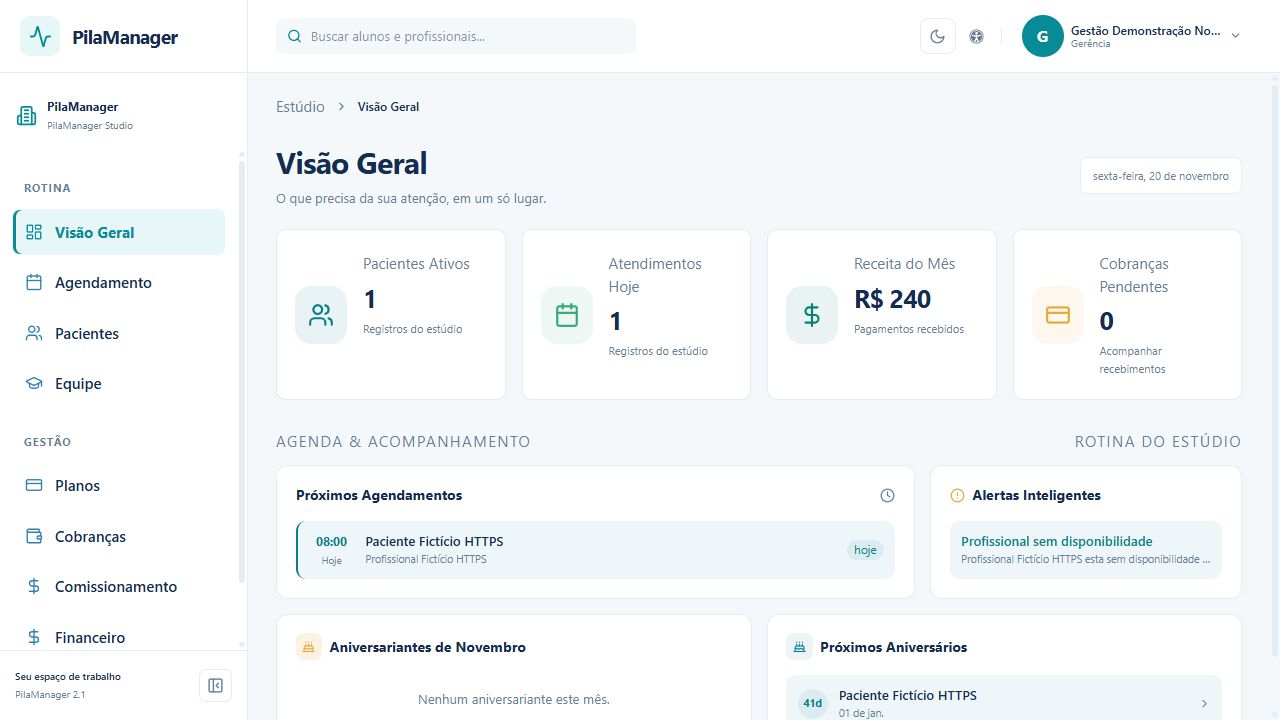 PilaManager
Buscar alunos e profissionais...
G
Gestão Demonstração No...
Gerência
PilaManager
PilaManager Studio
ROTINA
Visão Geral
Agendamento
Pacientes
Equipe
GESTÃO
Planos
Cobranças
Comissionamento
Financeiro
Seu espaço de trabalho
PilaManager 2.1
Estúdio
Visão Geral
Visão Geral
O que precisa da sua atenção, em um só lugar.
sexta-feira, 20 de novembro
Pacientes Ativos
1
Registros do estúdio
Atendimentos
Hoje
1
Registros do estúdio
Receita do Mês
R$ 240
Pagamentos recebidos
Cobranças
Pendentes
0
Acompanhar
recebimentos
AGENDA & ACOMPANHAMENTO
ROTINA DO ESTÚDIO
Próximos Agendamentos
08:00
Hoje
Paciente Fictício HTTPS
Profissional Fictício HTTPS
hoje
Alertas Inteligentes
Profissional sem disponibilidade
Profissional Fictício HTTPS esta sem disponibilidade ...
Aniversariantes de Novembro
Nenhum aniversariante este mês.
Próximos Aniversários
41d
Paciente Fictício HTTPS
01 de jan.